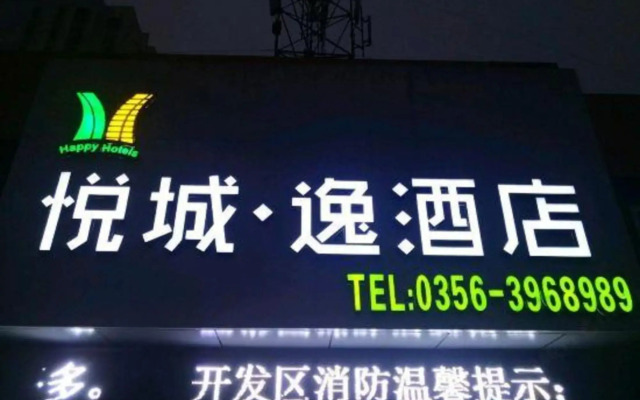 Happy Hotels
悦城·逸酒店
TEL:0356-3968989
多。 开发区消防温馨提示: